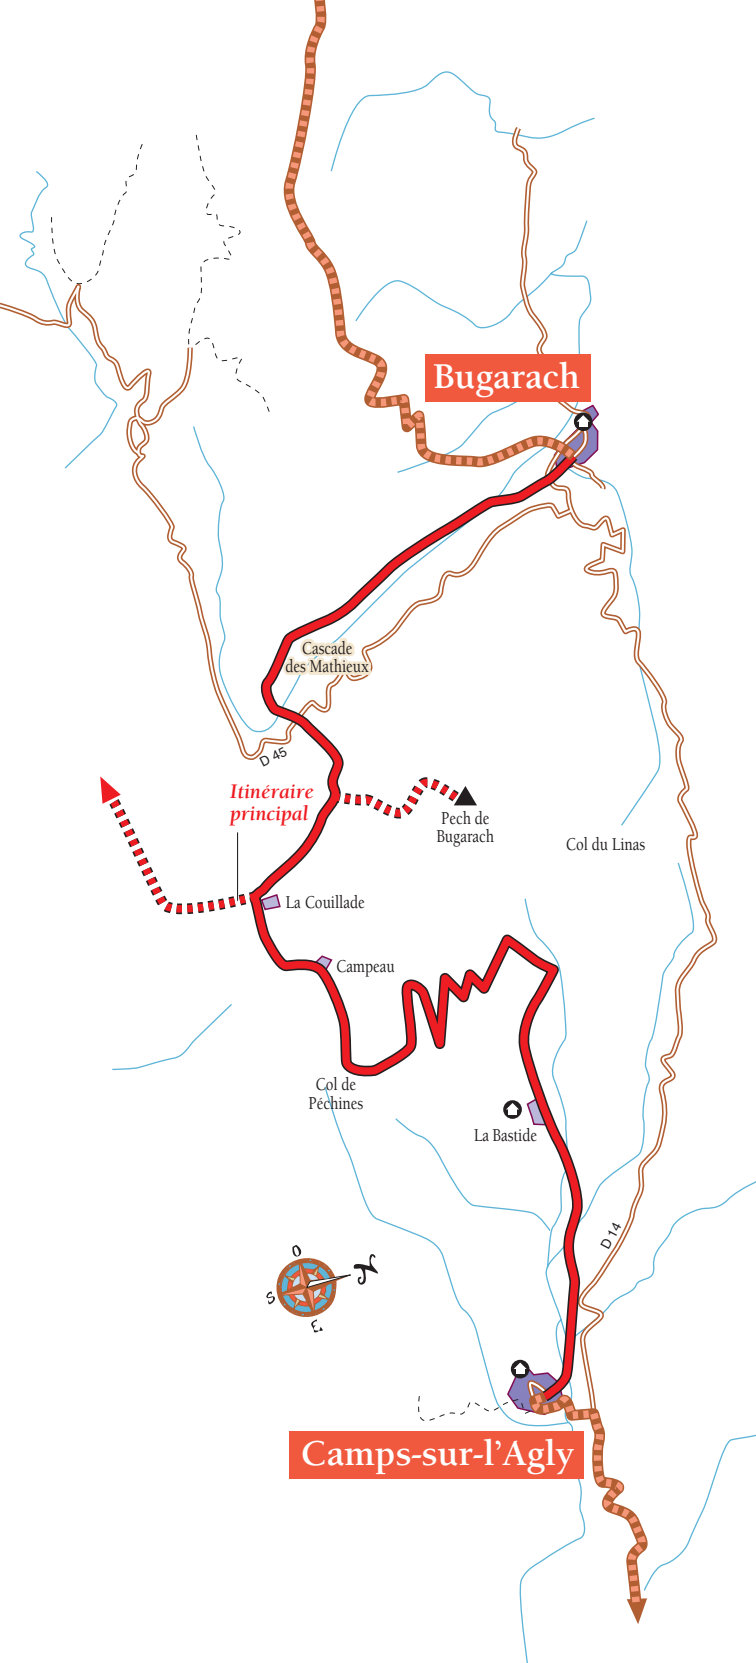 Bugarach
Cascade
des Mathieux
D 45
Itinéraire
principal
Pech de
Bugarach
Col du Linas
La Couillade
Campeau
Col de
Péchines
La Bastide
D 14
O
N
S
E
Camps-sur-l'Agly